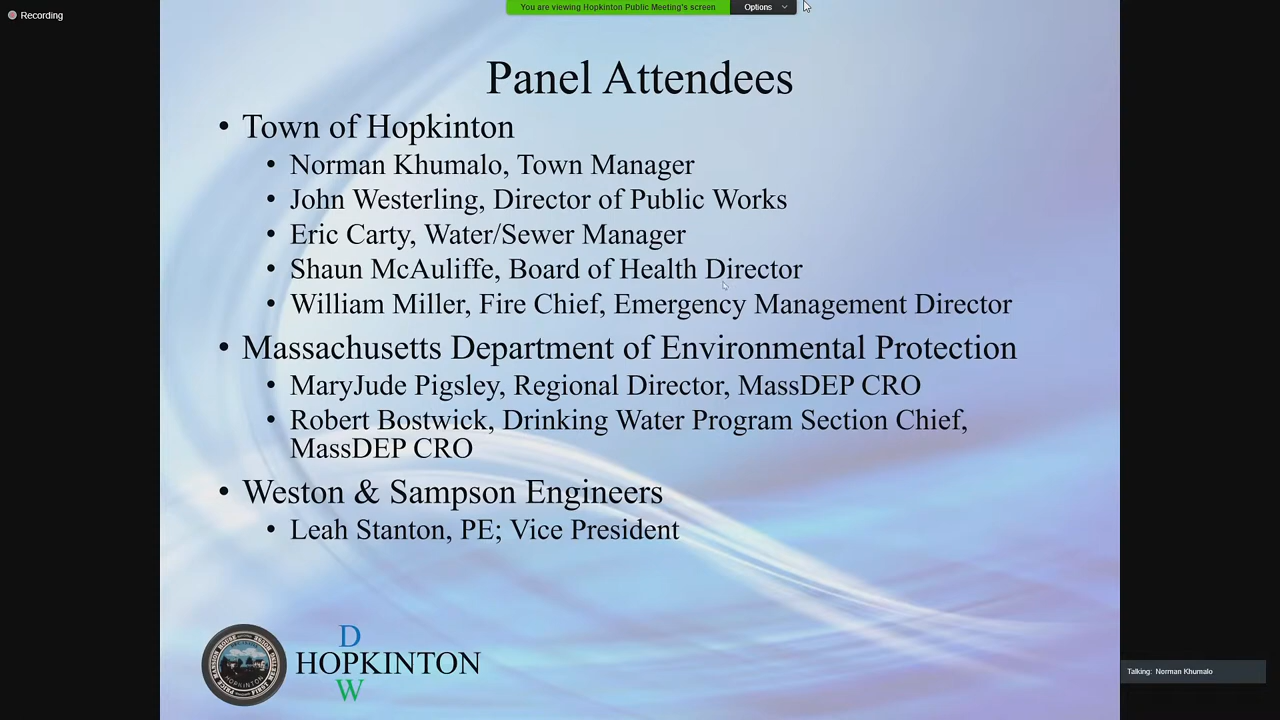 Recording
You are viewing Hopkinton Public Meeting's screen
Options
Panel Attendees
• Town of Hopkinton
• Norman Khumalo, Town Manager
• John Westerling, Director of Public Works
• Eric Carty, Water/Sewer Manager
• Shaun McAuliffe, Board of Health Director
• William Miller, Fire Chief, Emergency Management Director
• Massachusetts Department of Environmental Protection
• MaryJude Pigsley, Regional Director, MassDEP CRO
• Robert Bostwick, Drinking Water Program Section Chief,
MassDEP CRO
• Weston & Sampson Engineers
• Leah Stanton, PE; Vice President
D
HOPKINTON
W
HOPKINTON
Talking: Norman Khumalo